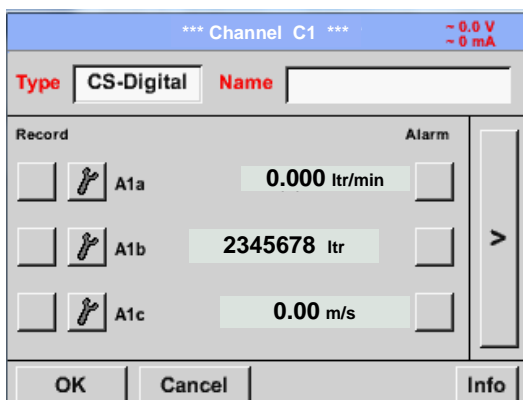 *** Channel C1 ***
~ 0.0 V
~ 0 mA
Type CS-Digital Name
Record Alarm
A1a 0.000 ltr/min
A1b 2345678 ltr
>
A1c 0.00 m/s
OK Cancel Info